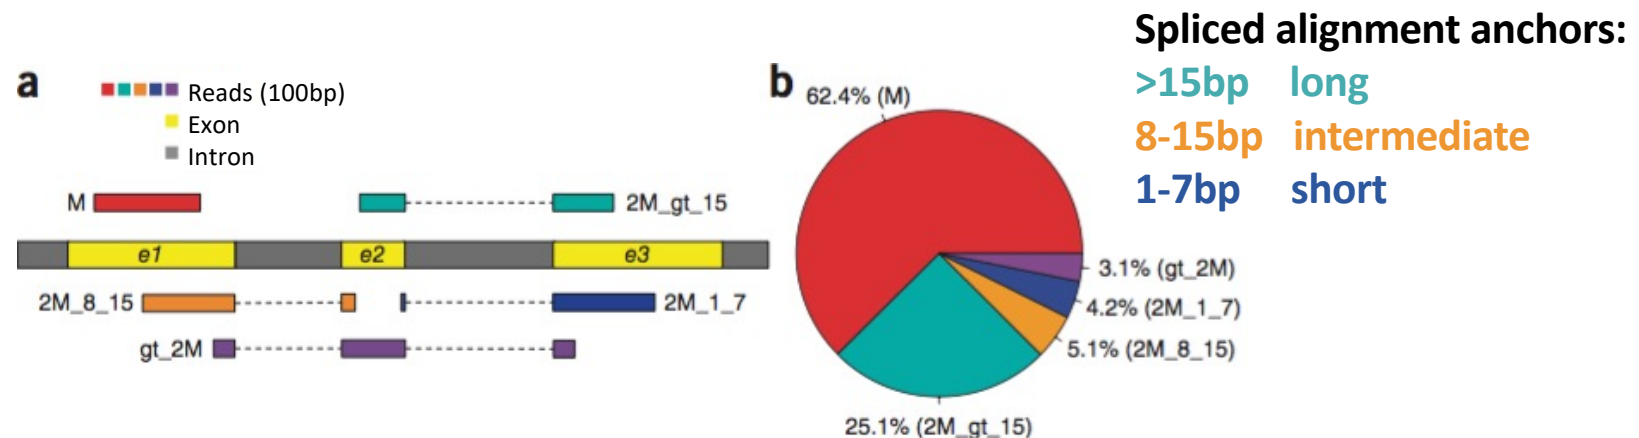 a
Reads (100bp)
Exon
Intron
M
2M_gt_15
e1
e2
e3
2M_8_15
2M_1_7
gt_2M
b
62.4% (M)
3.1% (gt_2M)
4.2% (2M_1_7)
5.1% (2M_8_15)
25.1% (2M_gt_15)
Spliced alignment anchors:
>15bp long
8-15bp intermediate
1-7bp short